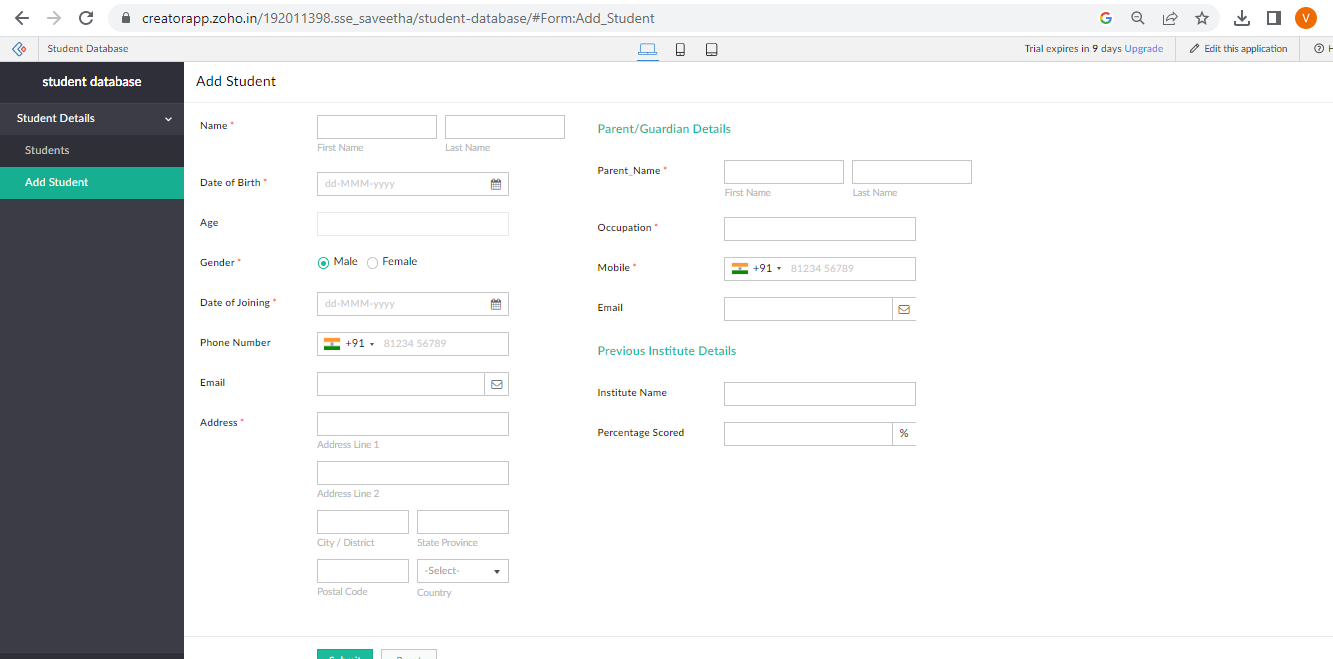 creatorapp.zoho.in/192011398.sse_saveetha/student-database/#Form:Add_Student
V
Student Database
Trial expires in 9 days Upgrade
Edit this application
student database
Student Details
Students
Add Student
Add Student
Name *
First Name
Last Name
Date of Birth *
dd-MMM-yyyy
Age
Gender *
Male
Female
Date of Joining *
dd-MMM-yyyy
Phone Number
+91
81234 56789
Email
Address *
Address Line 1
Address Line 2
City / District
State Province
Postal Code
-Select-
Country
Parent/Guardian Details
Parent_Name *
First Name
Last Name
Occupation *
Mobile *
+91
81234 56789
Email
Previous Institute Details
Institute Name
Percentage Scored
%